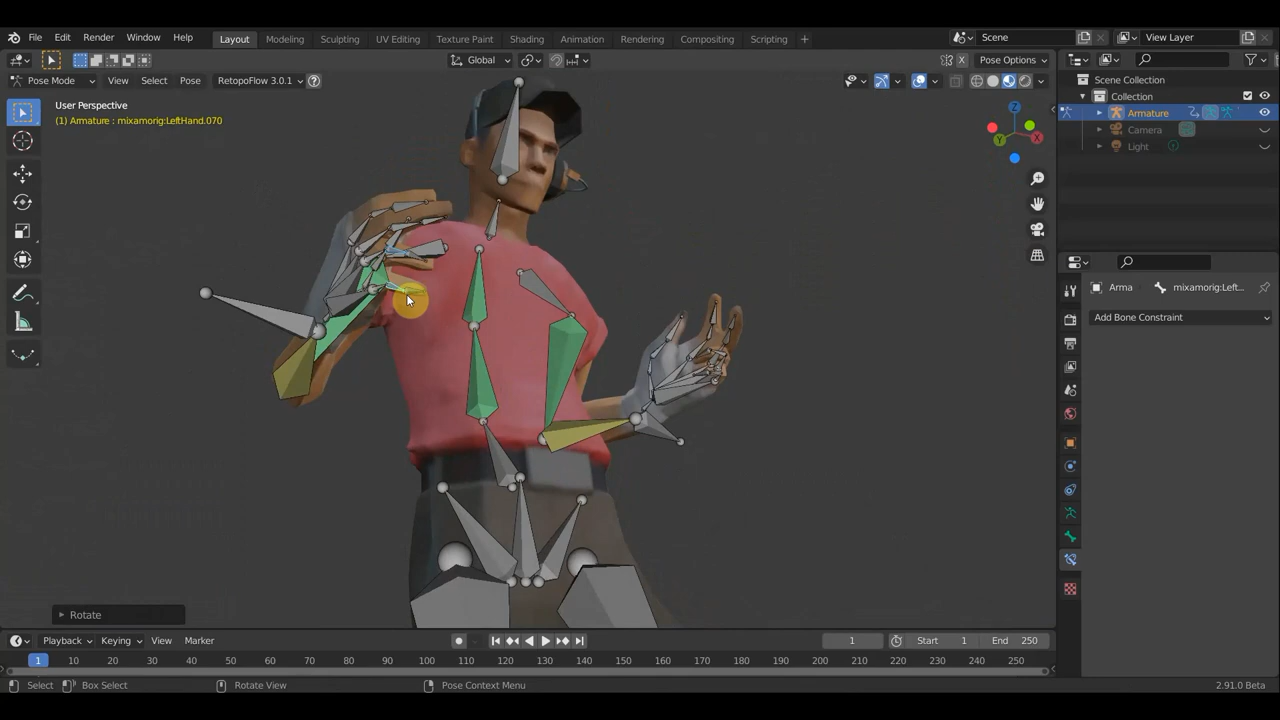 File Edit Render Window Help Layout Modeling Sculpting UV Editing Texture Paint Shading Animation Rendering Compositing Scripting + Scene View Layer
Global X Pose Options
Pose Mode View Select Pose RetopoFlow 3.0.1 ?
User Perspective
(1) Armature : mixamorig:LeftHand.070
Z
X
Y
Scene Collection
Collection
Armature
Camera
Light
Arma mixamorig:Left...
Add Bone Constraint
Rotate
Playback Keying View Marker 1 Start 1 End 250
1 10 20 30 40 50 60 70 80 90 100 110 120 130 140 150 160 170 180 190 200 210 220 230 240 250
Select Box Select Rotate View Pose Context Menu 2.91.0 Beta